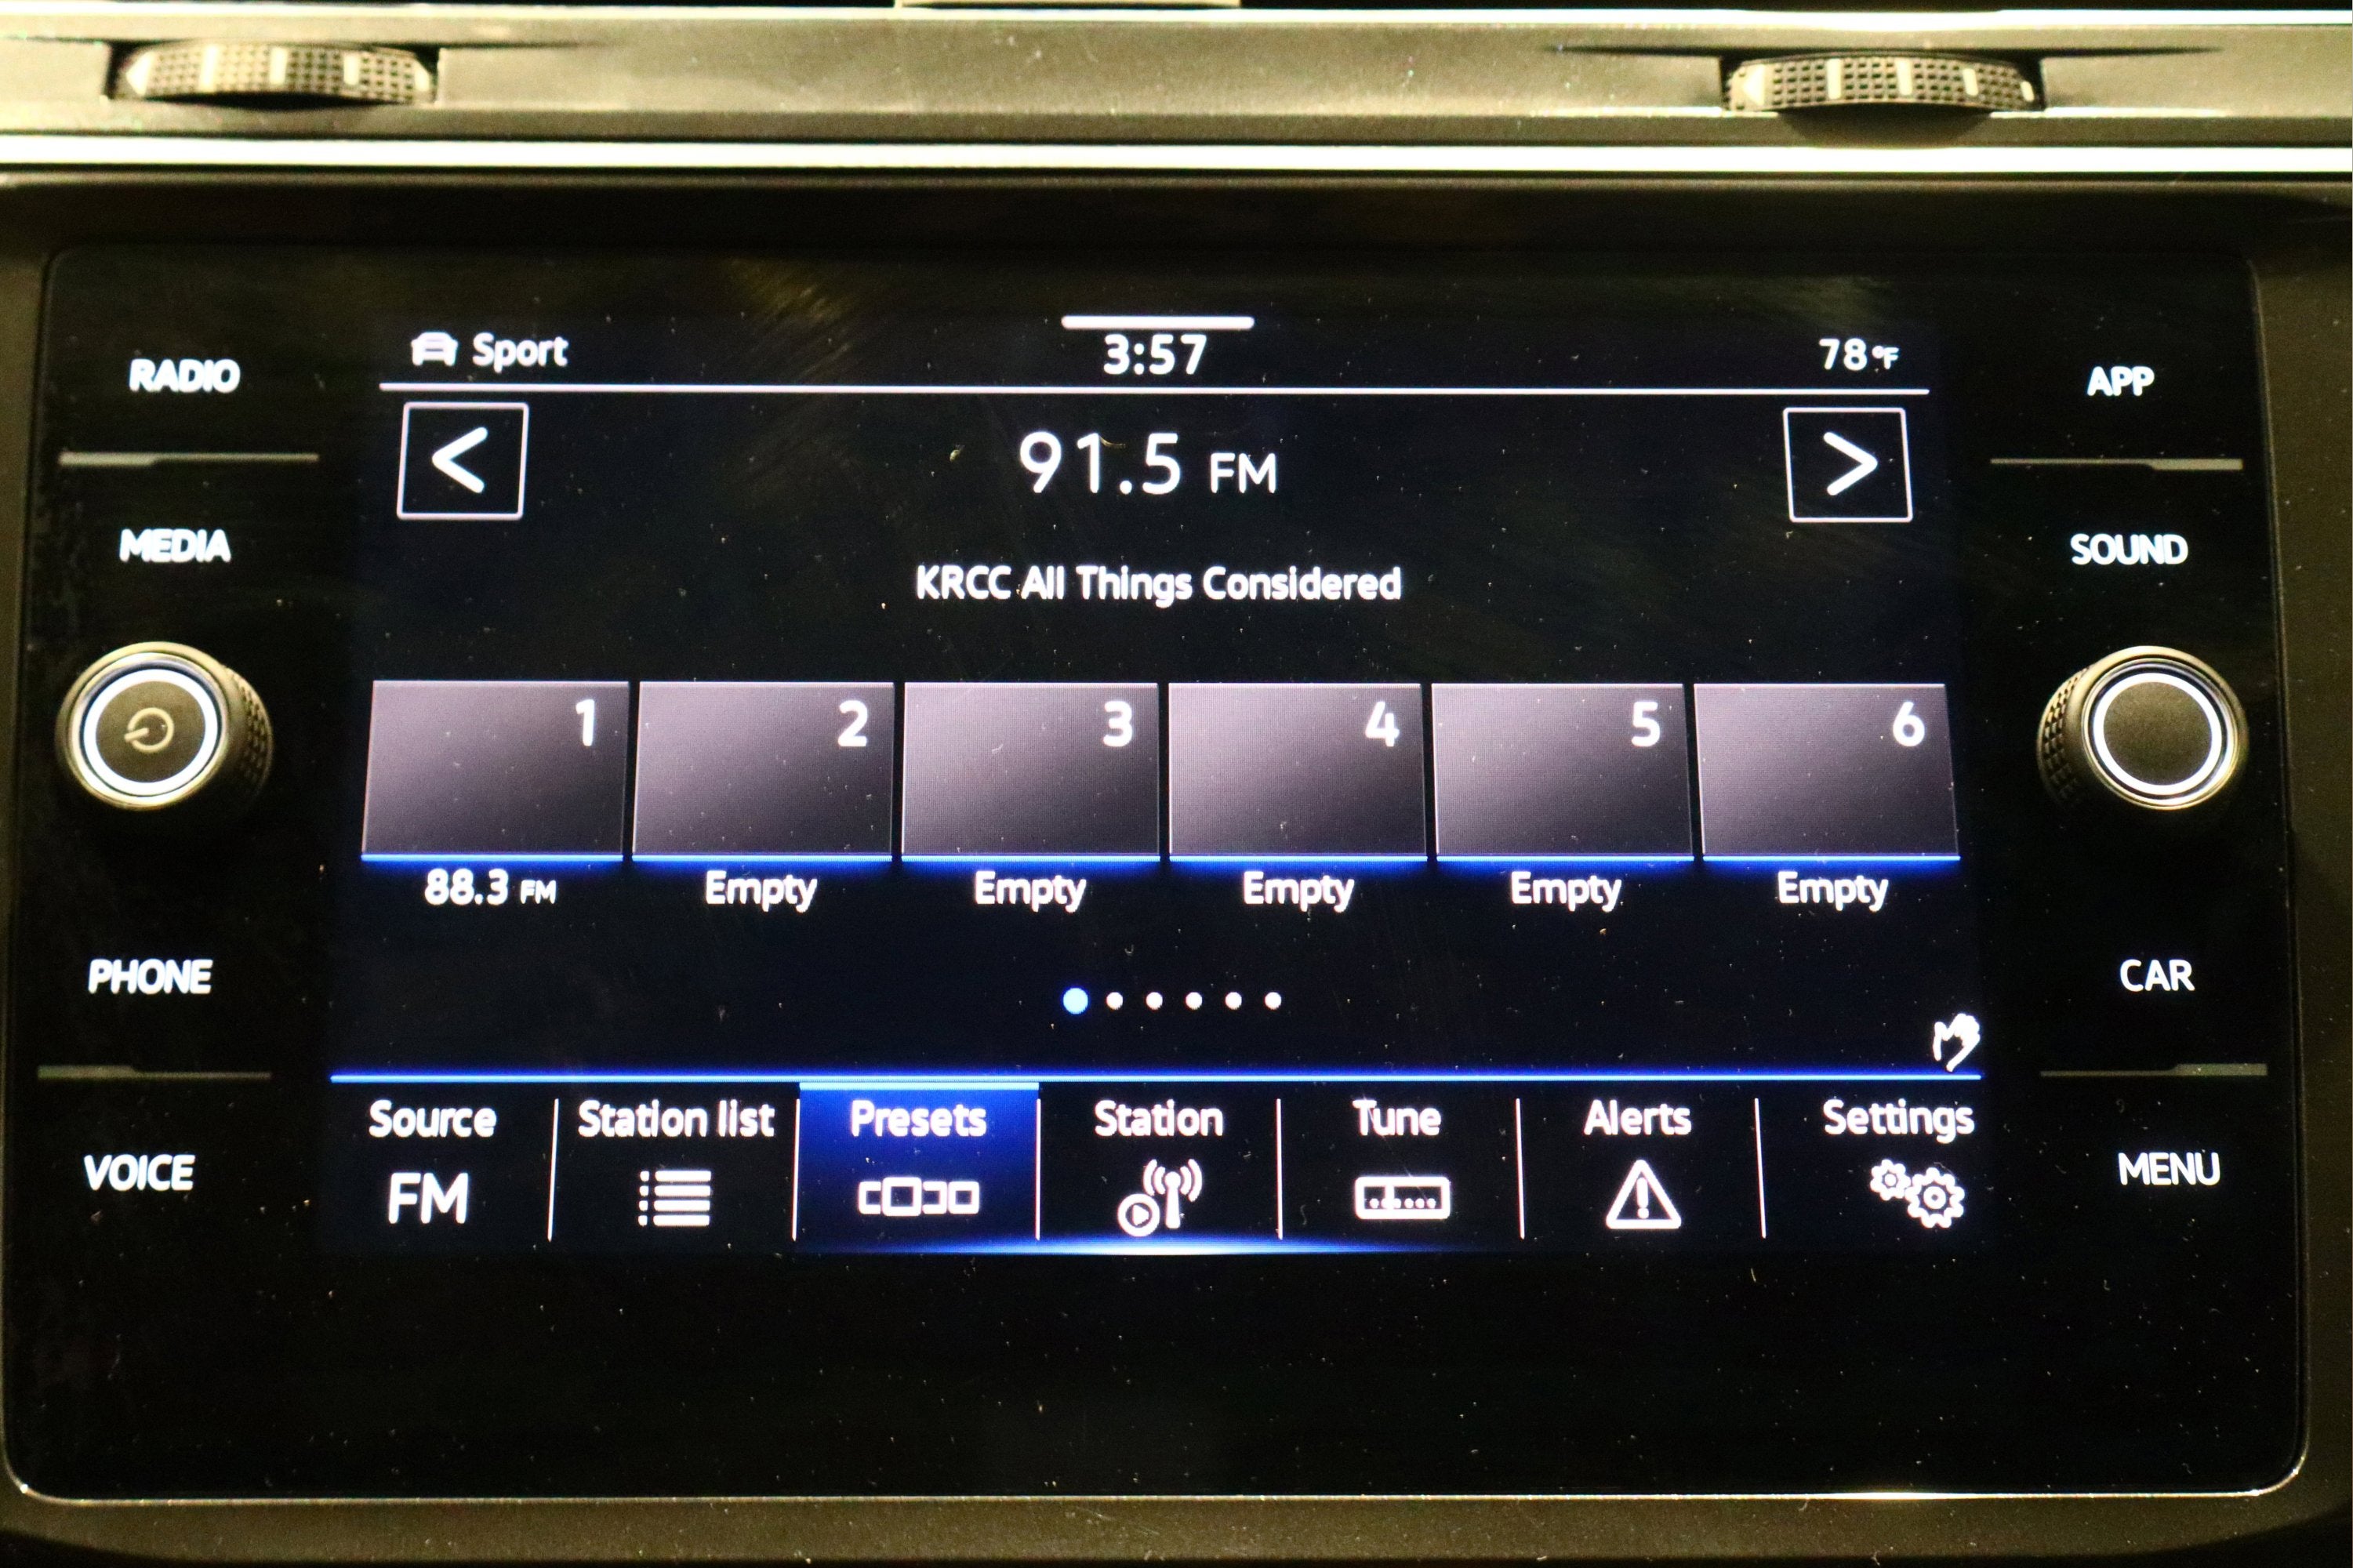 RADIO
MEDIA
PHONE
VOICE
Sport
3:57
78°F
91.5 FM
KRCC All Things Considered
1
2
3
4
5
6
88.3 FM
Empty
Empty
Empty
Empty
Empty
Source
FM
Station list
Presets
Station
Tune
Alerts
Settings
APP
SOUND
CAR
MENU